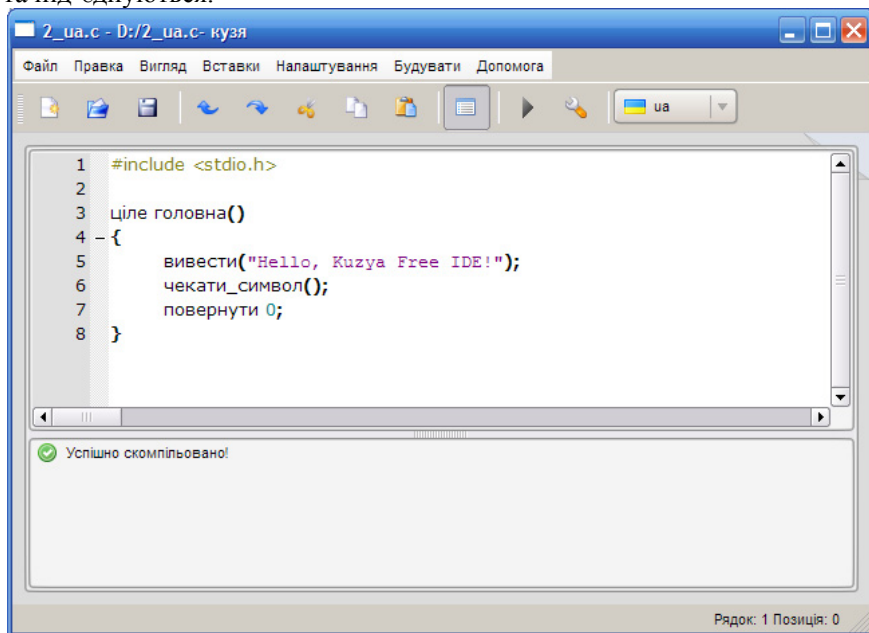 2_ua.c - D:/2_ua.c- кузя
Файл Правка Вигляд Вставки Налаштування Будувати Допомога
ua
1 #include <stdio.h>
2
3 ціле головна()
4 {
5 вивести("Hello, Kuzya Free IDE!");
6 чекати_символ();
7 повернути 0;
8 }
Успішно скомпільовано!
Рядок: 1 Позиція: 0